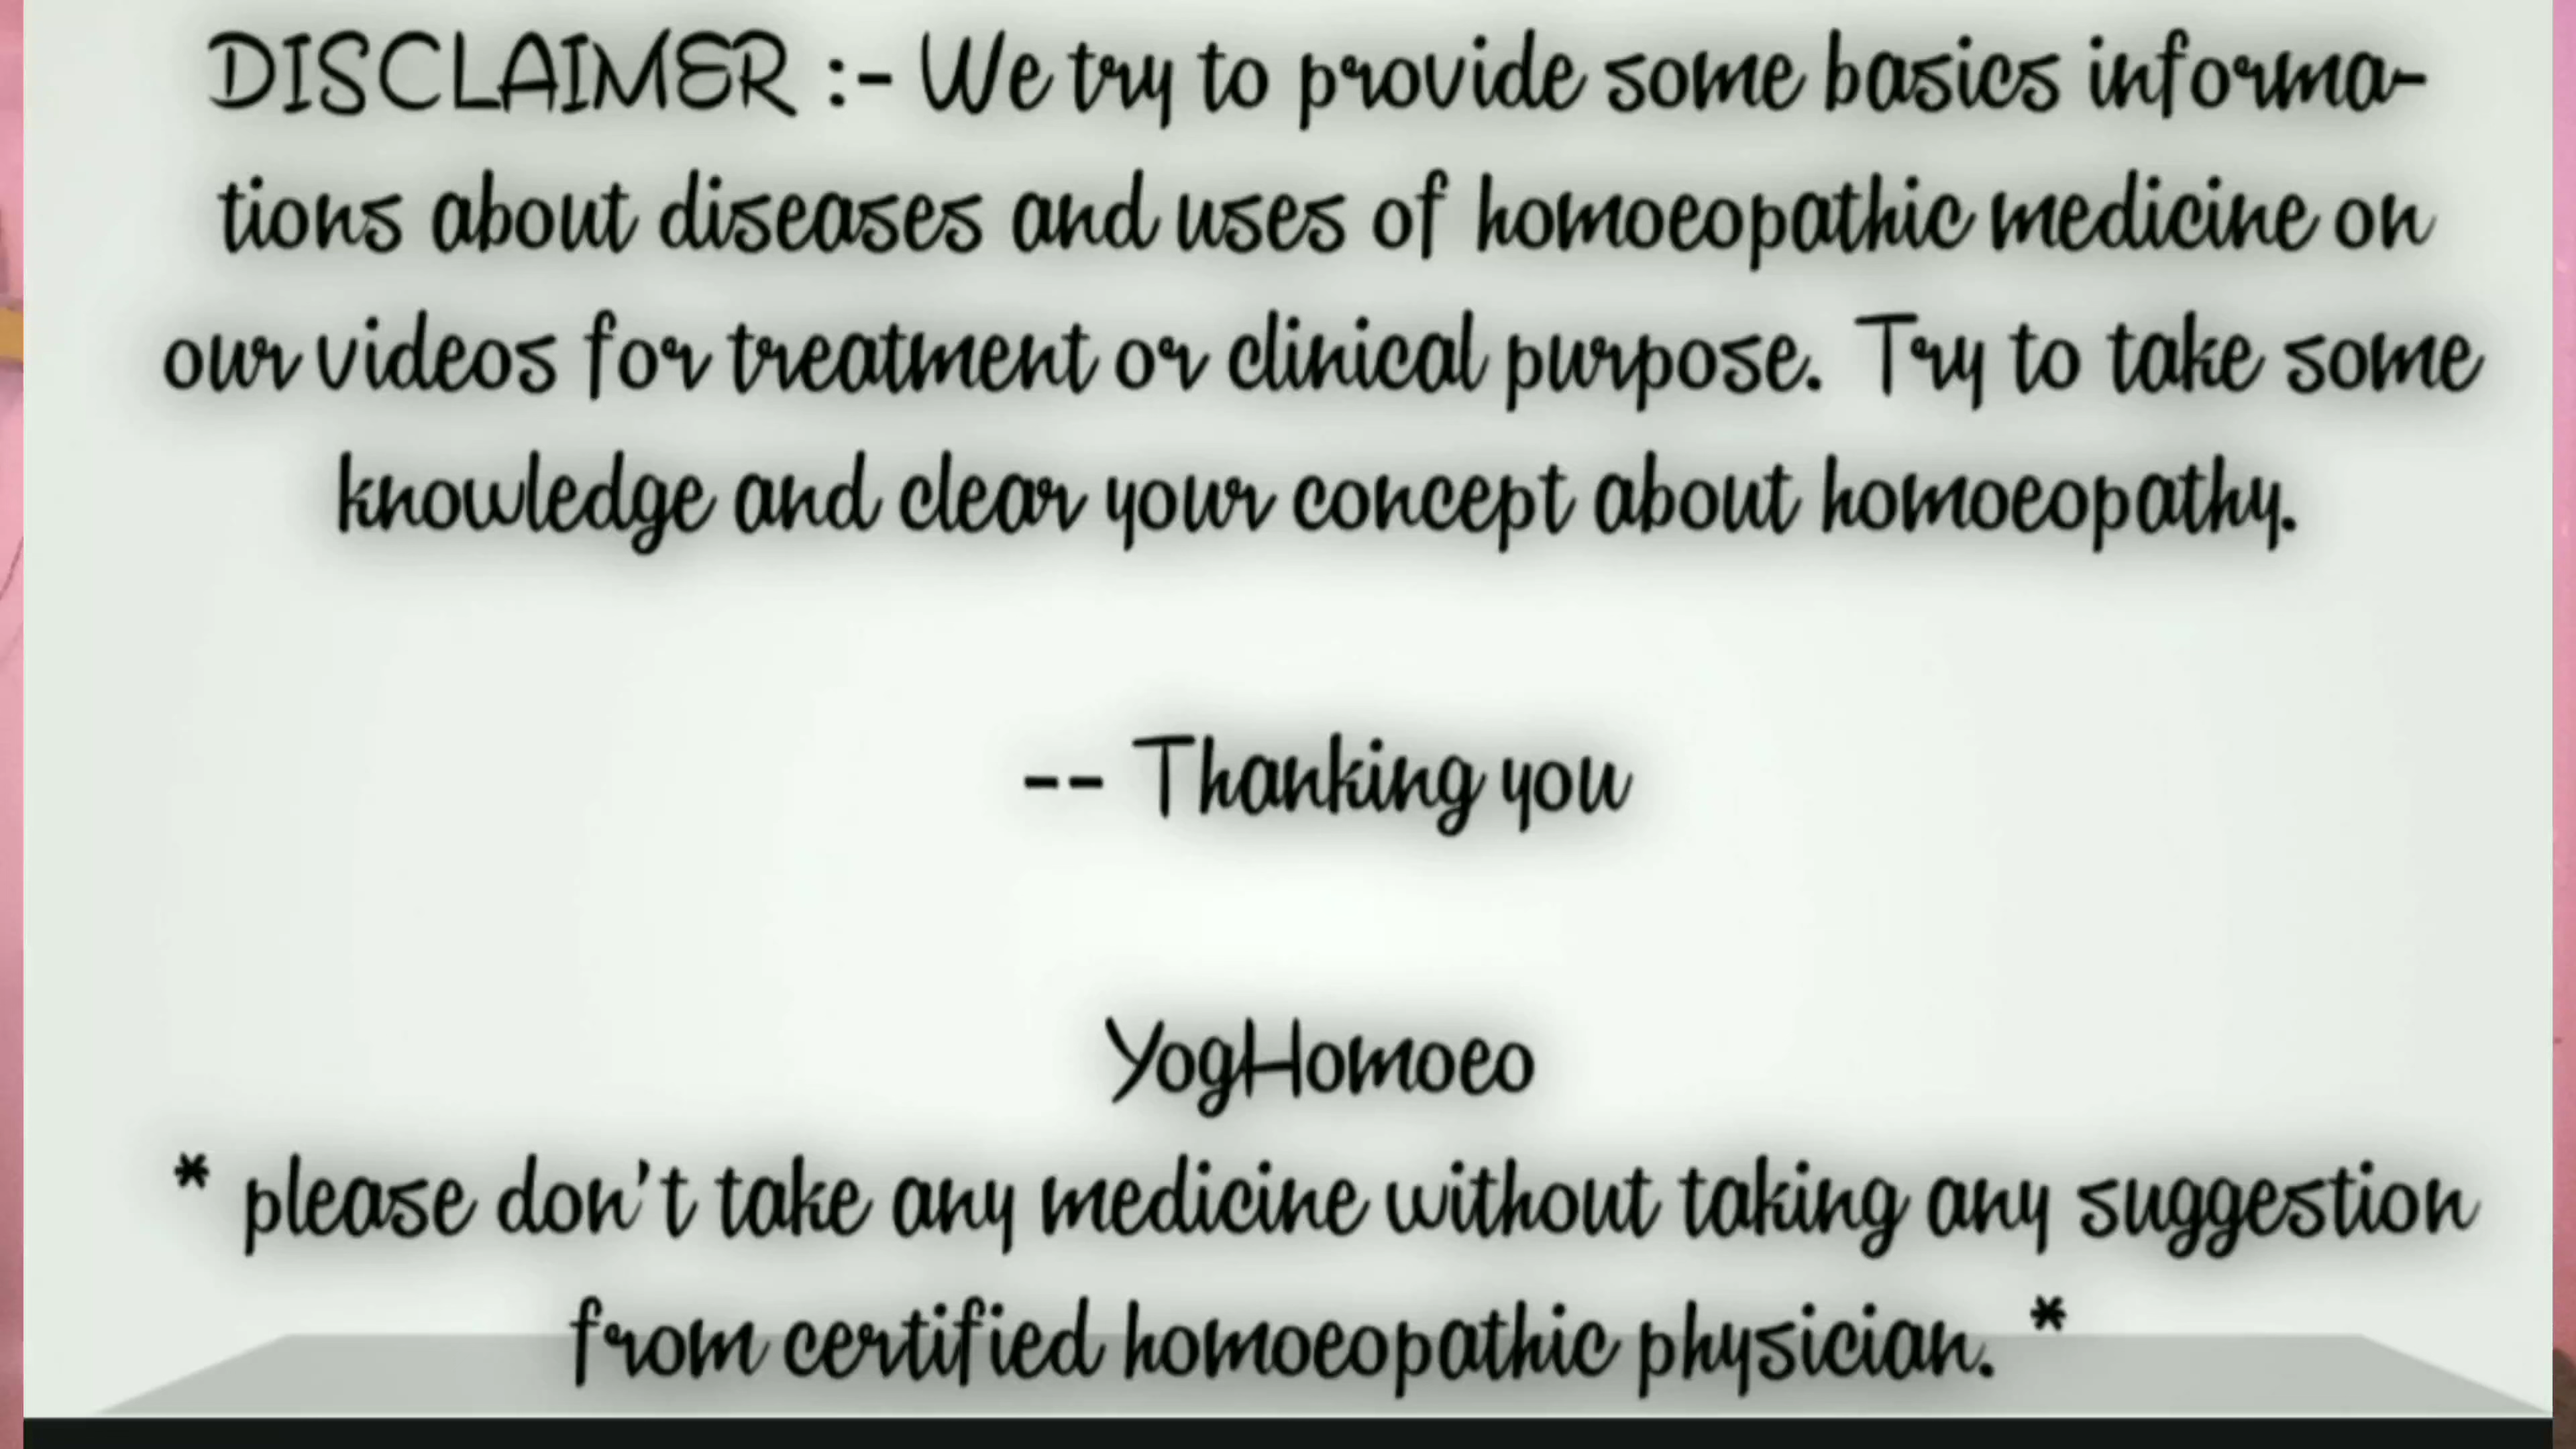 DISCLAIMER :- We try to provide some basics informa-
tions about diseases and uses of homoeopathic medicine on
our videos for treatment or clinical purpose. Try to take some
knowledge and clear your concept about homoeopathy.
-- Thanking you
YogHomoeo
* please don't take any medicine without taking any suggestion
from certified homoeopathic physician. *